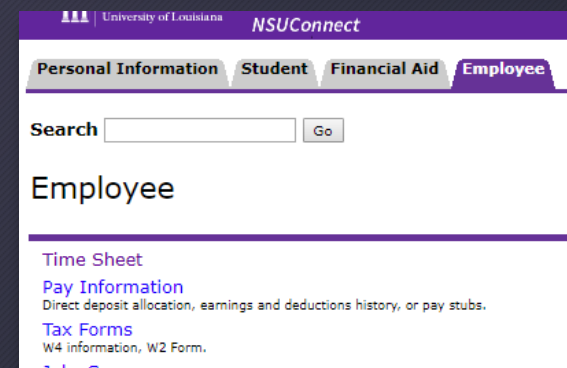 University of Louisiana
NSUConnect
Personal Information Student Financial Aid Employee
Search Go
Employee
Time Sheet
Pay Information
Direct deposit allocation, earnings and deductions history, or pay stubs.
Tax Forms
W4 information, W2 Form.